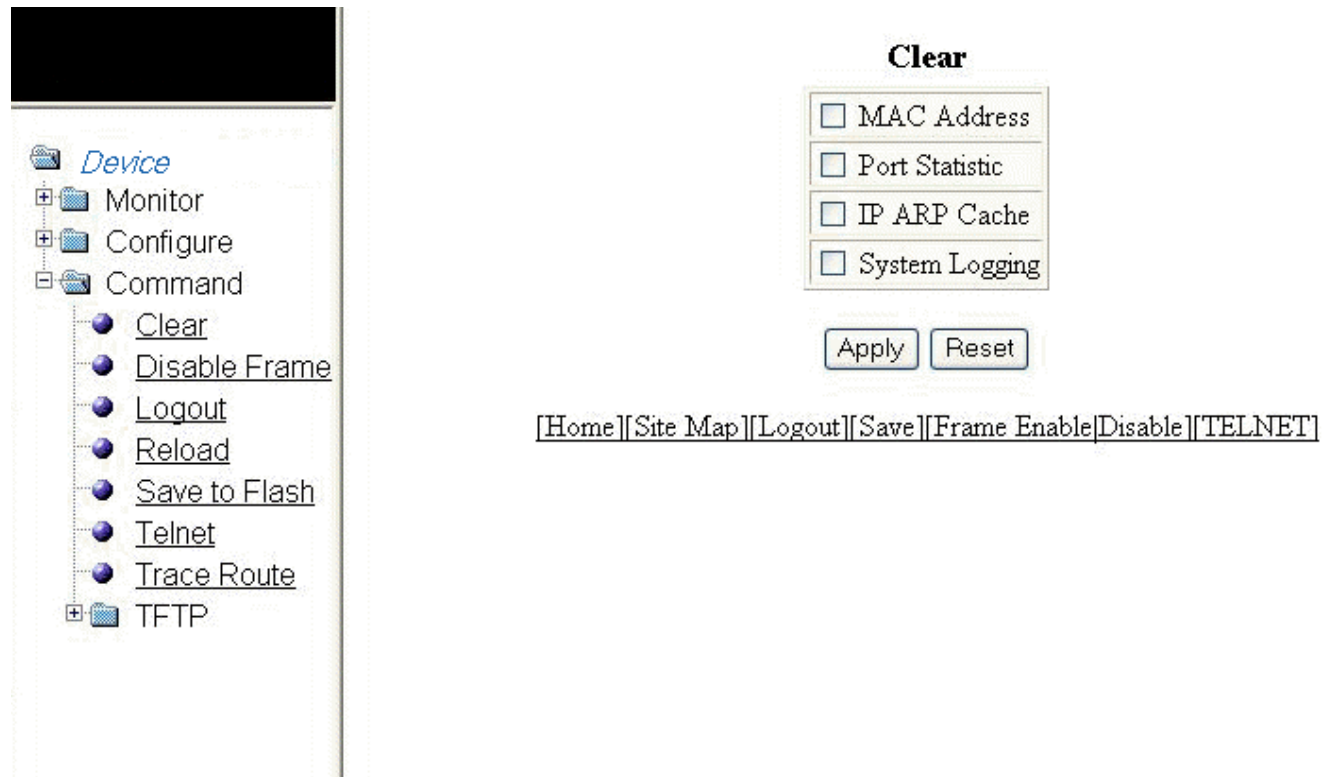 Device
Monitor
Configure
Command
Clear
Disable Frame
Logout
Reload
Save to Flash
Telnet
Trace Route
TFTP
Clear
MAC Address
Port Statistic
IP ARP Cache
System Logging
Apply Reset
[Home][Site Map][Logout][Save][Frame Enable|Disable][TELNET]